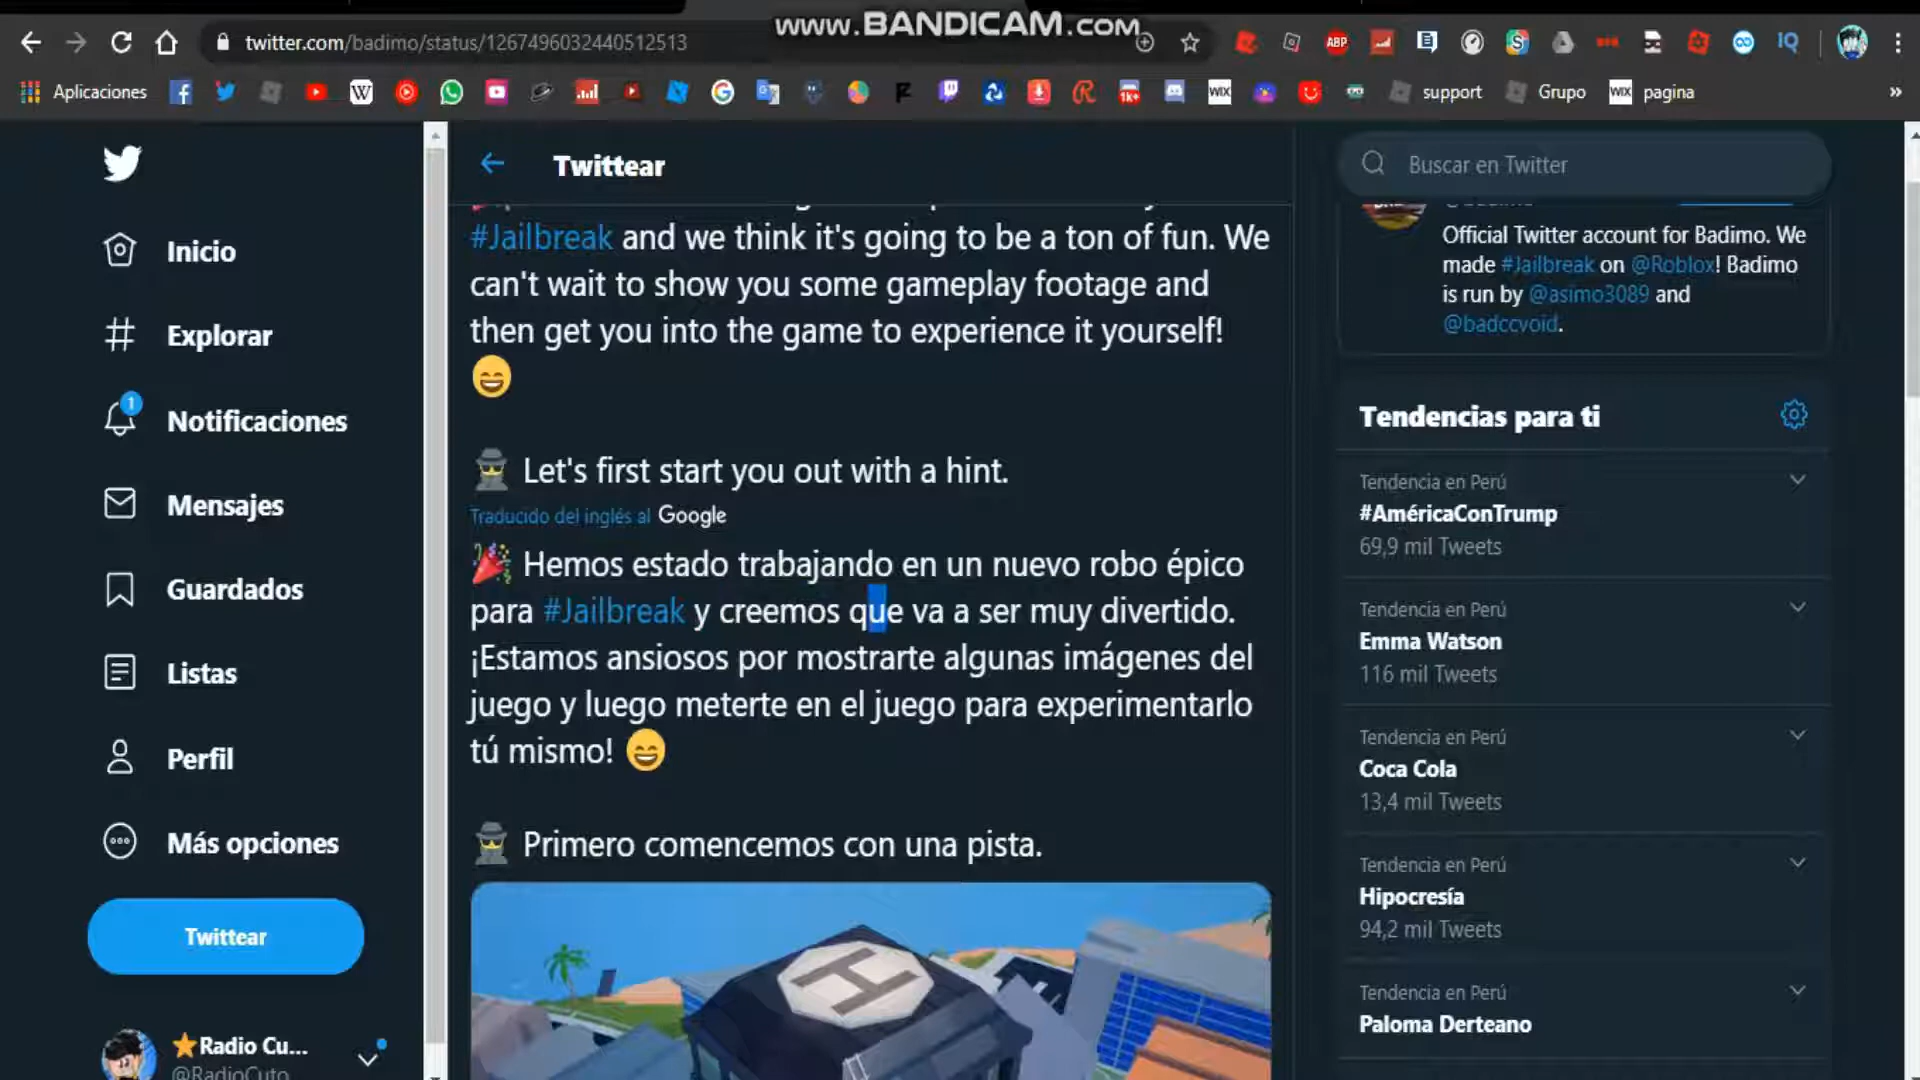 www.BANDICAM.com
twitter.com/badimo/status/1267496032440512513
ABP
IQ
Aplicaciones
W
1k+
WIX
support
Grupo
WIX
pagina
»
Twittear
Buscar en Twitter
#Jailbreak and we think it's going to be a ton of fun. We
can't wait to show you some gameplay footage and
then get you into the game to experience it yourself!
😄
🕵 Let's first start you out with a hint.
Traducido del inglés al Google
🎉 Hemos estado trabajando en un nuevo robo épico
para #Jailbreak y creemos que va a ser muy divertido.
¡Estamos ansiosos por mostrarte algunas imágenes del
juego y luego meterte en el juego para experimentarlo
tú mismo! 😄
🕵 Primero comencemos con una pista.
H
Inicio
Explorar
1
Notificaciones
Mensajes
Guardados
Listas
Perfil
Más opciones
Twittear
⭐Radio Cu...
@RadioCuto
Official Twitter account for Badimo. We
made #Jailbreak on @Roblox! Badimo
is run by @asimo3089 and
@badccvoid.
Tendencias para ti
Tendencia en Perú
#AméricaConTrump
69,9 mil Tweets
Tendencia en Perú
Emma Watson
116 mil Tweets
Tendencia en Perú
Coca Cola
13,4 mil Tweets
Tendencia en Perú
Hipocresía
94,2 mil Tweets
Tendencia en Perú
Paloma Derteano